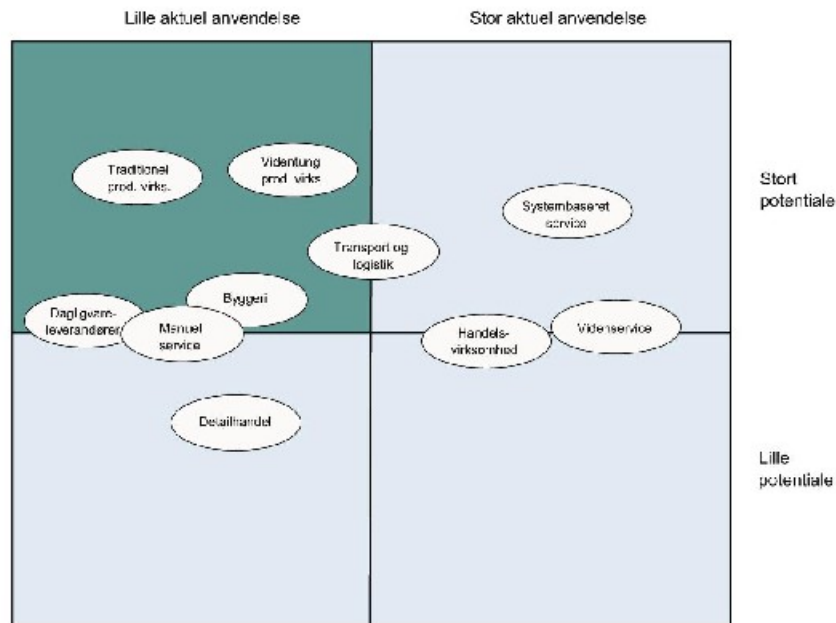 Lille aktuel anvendelse
Stor aktuel anvendelse
Traditionel
prod. virks.
Videntung
prod. virks.
Systembaseret
service
Stort
potentiale
Transport og
logistik
Byggeri
Dagligvare-
leverandører
Manuel
service
Handels-
virksomhed
Videnservice
Detailhandel
Lille
potentiale